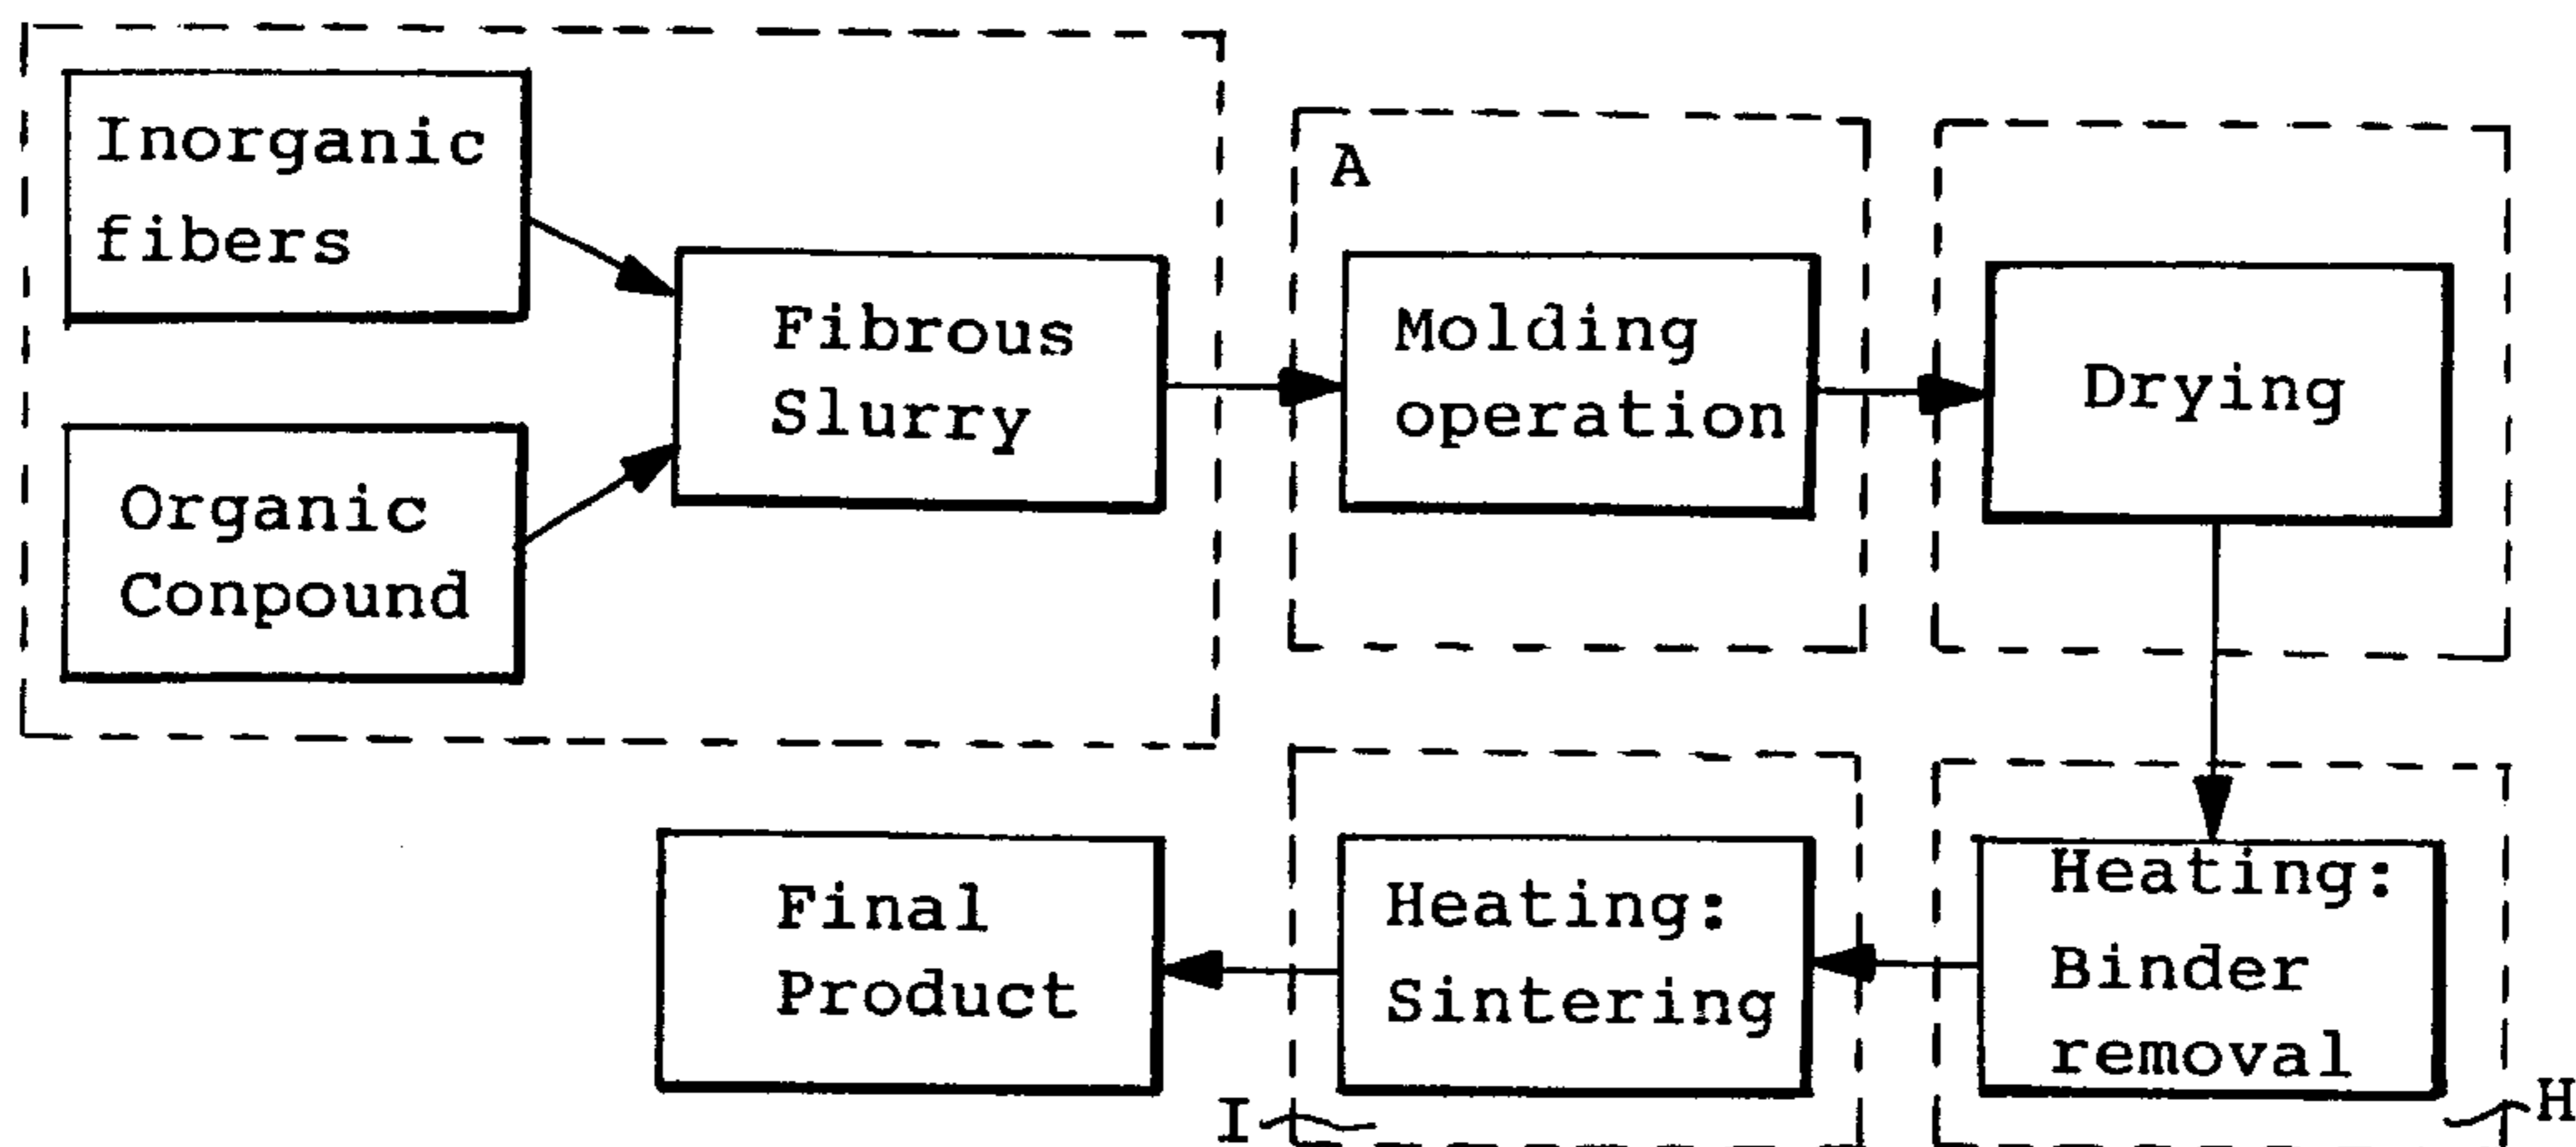 Inorganic
fibers
Organic
Conpound
Fibrous
Slurry
A
Molding
operation
Drying
Heating:
Binder
removal
H
Heating:
Sintering
I
Final
Product